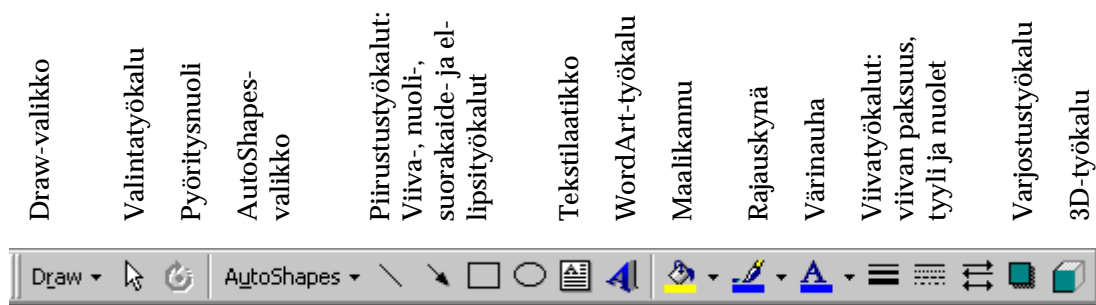 Draw-valikko
Valintatyökalu
Pyöritysnuoli
AutoShapes-
valikko
Piirustustyökalut:
Viiva-, nuoli-,
suorakaide- ja el-
lipsityökalut
Tekstilaatikko
WordArt-työkalu
Maalikannu
Rajauskynä
Värinauha
Viivatyökalut:
viivan paksuus,
tyyli ja nuolet
Varjostustyökalu
3D-työkalu
Draw AutoShapes